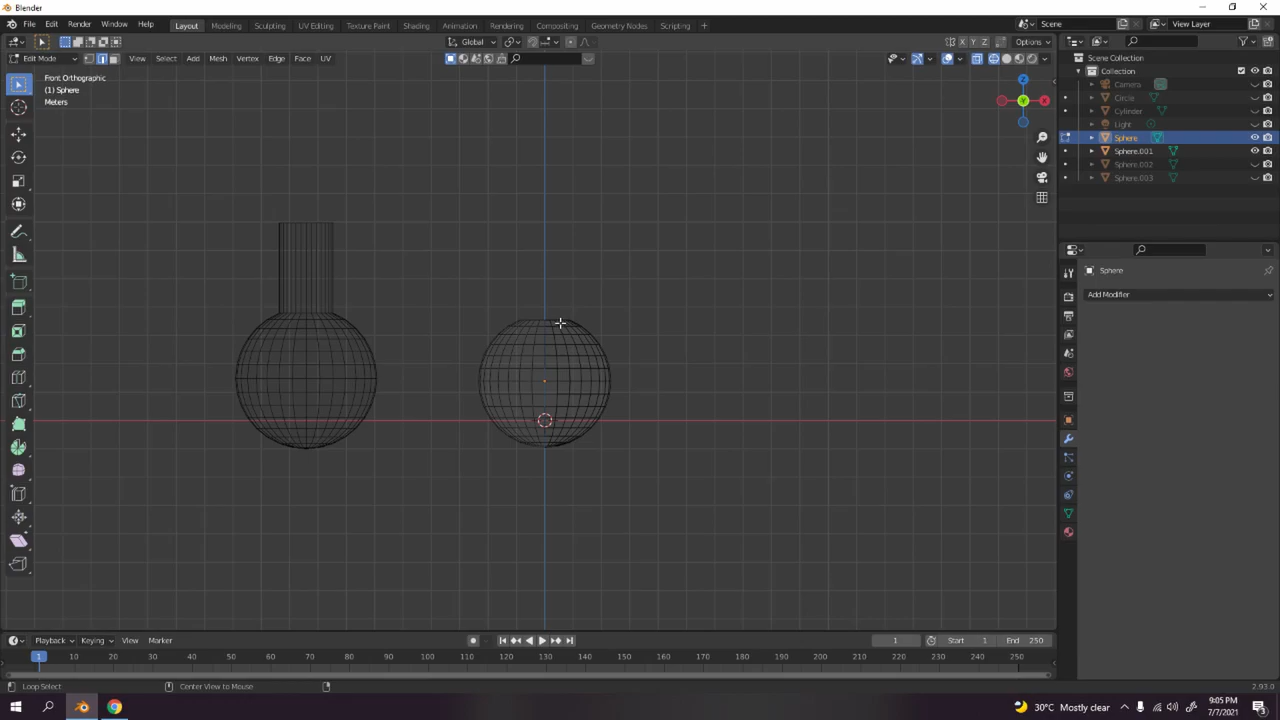 Blender
File Edit Render Window Help
Layout Modeling Sculpting UV Editing Texture Paint Shading Animation Rendering Compositing Geometry Nodes Scripting +
Scene
View Layer
Global
X Y Z
Options
Edit Mode
View Select Add Mesh Vertex Edge Face UV
Front Orthographic
(1) Sphere
Meters
Z
Y
X
Scene Collection
Collection
Camera
Circle
Cylinder
Light
Sphere
Sphere.001
Sphere.002
Sphere.003
Sphere
Add Modifier
Playback Keying View Marker
1
Start 1
End 250
1 10 20 30 40 50 60 70 80 90 100 110 120 130 140 150 160 170 180 190 200 210 220 230 240 250
Loop Select
Center View to Mouse
2.93.0
30°C Mostly clear
9:05 PM
7/7/2021
3